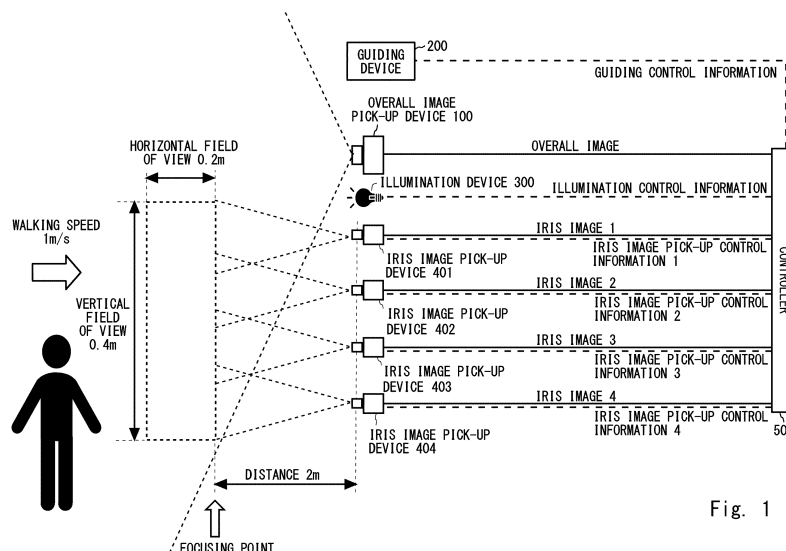 GUIDING
DEVICE
200
GUIDING CONTROL INFORMATION
OVERALL IMAGE
PICK-UP DEVICE 100
OVERALL IMAGE
HORIZONTAL FIELD
OF VIEW 0.2m
ILLUMINATION DEVICE 300
ILLUMINATION CONTROL INFORMATION
WALKING SPEED
1m/s
IRIS IMAGE 1
IRIS IMAGE PICK-UP
DEVICE 401
IRIS IMAGE PICK-UP CONTROL
INFORMATION 1
CONTROLLER
VERTICAL
FIELD
OF VIEW
0.4m
IRIS IMAGE 2
IRIS IMAGE PICK-UP
DEVICE 402
IRIS IMAGE PICK-UP CONTROL
INFORMATION 2
IRIS IMAGE 3
IRIS IMAGE PICK-UP
DEVICE 403
IRIS IMAGE PICK-UP CONTROL
INFORMATION 3
IRIS IMAGE 4
IRIS IMAGE PICK-UP
DEVICE 404
IRIS IMAGE PICK-UP CONTROL
INFORMATION 4
DISTANCE 2m
FOCUSING POINT
Fig. 1